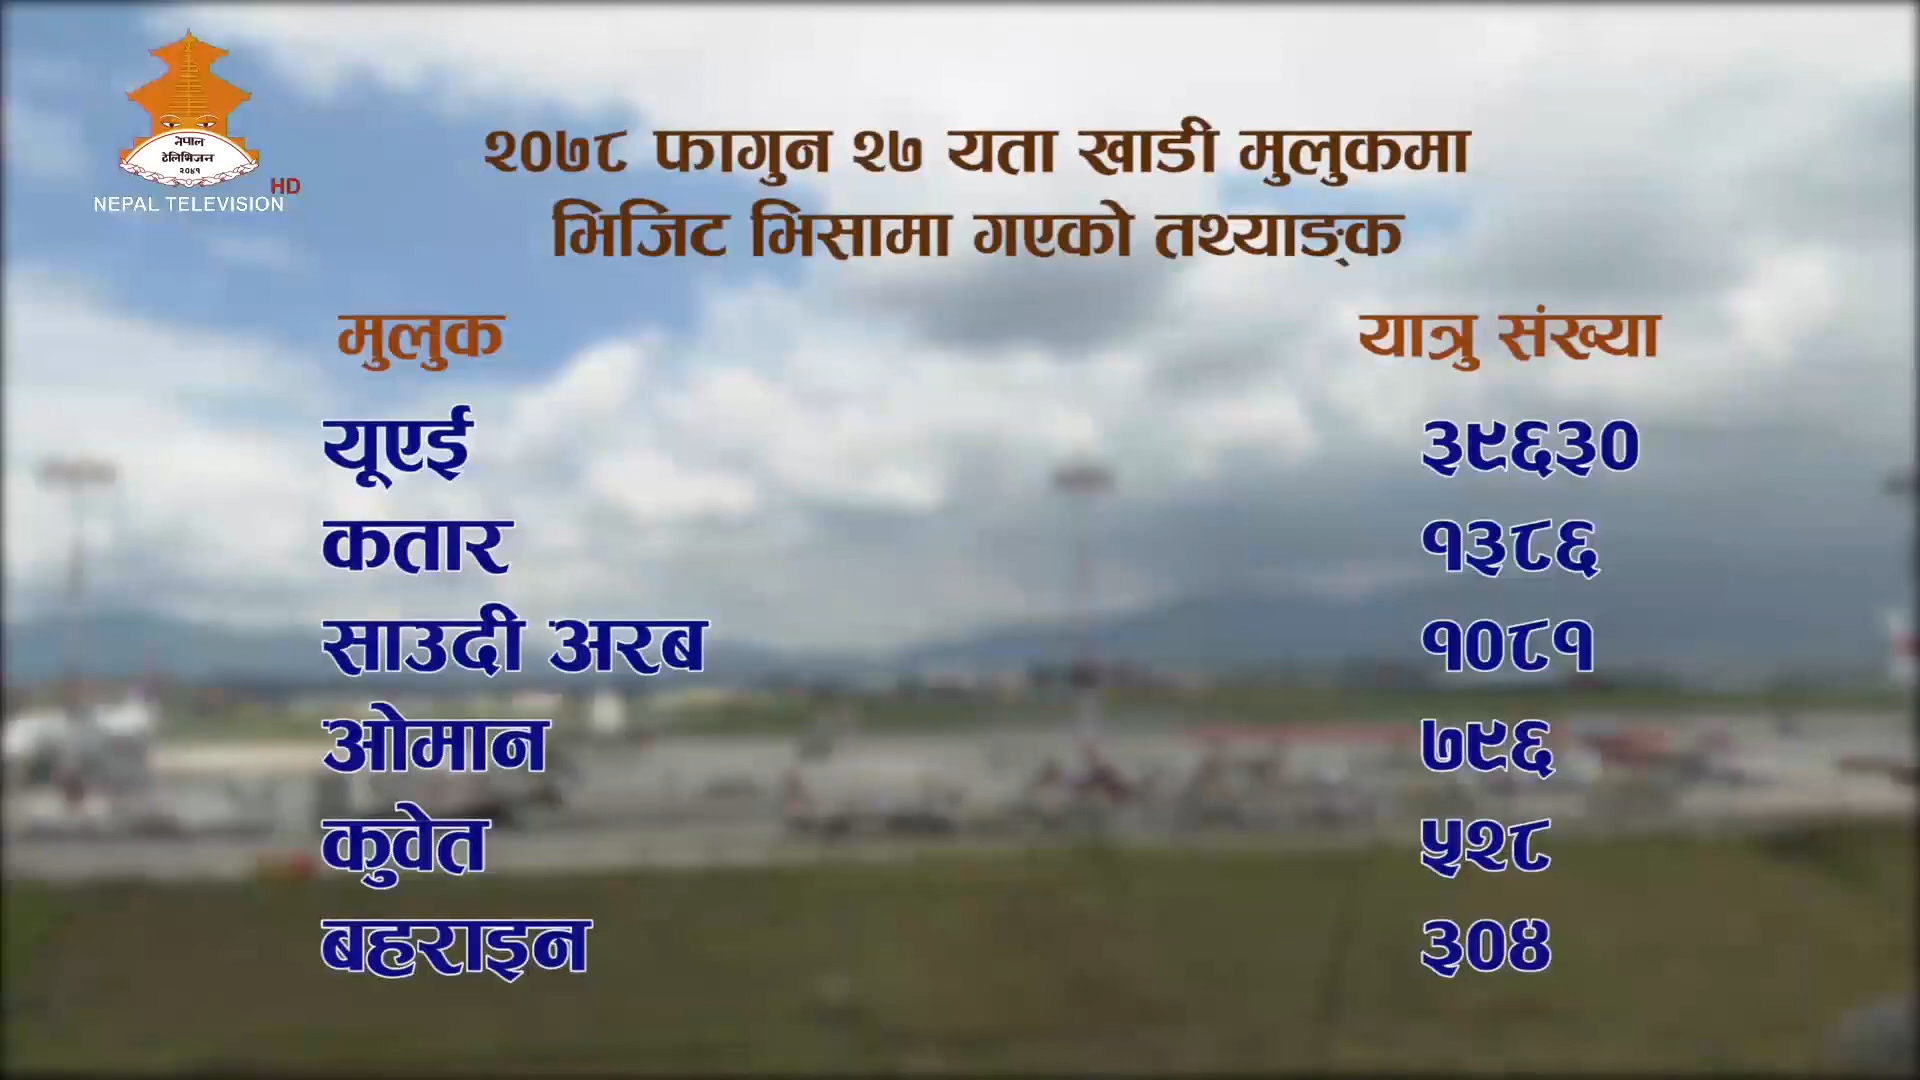 नेपाल
टेलिभिजन
२०४१
HD
NEPAL TELEVISION
२०७८ फागुन २७ यता खाडी मुलुकमा
भिजिट भिसामा गएको तथ्याङ्क
मुलुक यात्रु संख्या
यूएई ३९६३०
कतार १३८६
साउदी अरब १०८१
ओमान ७९६
कुवेत ५२८
बहराइन ३०४